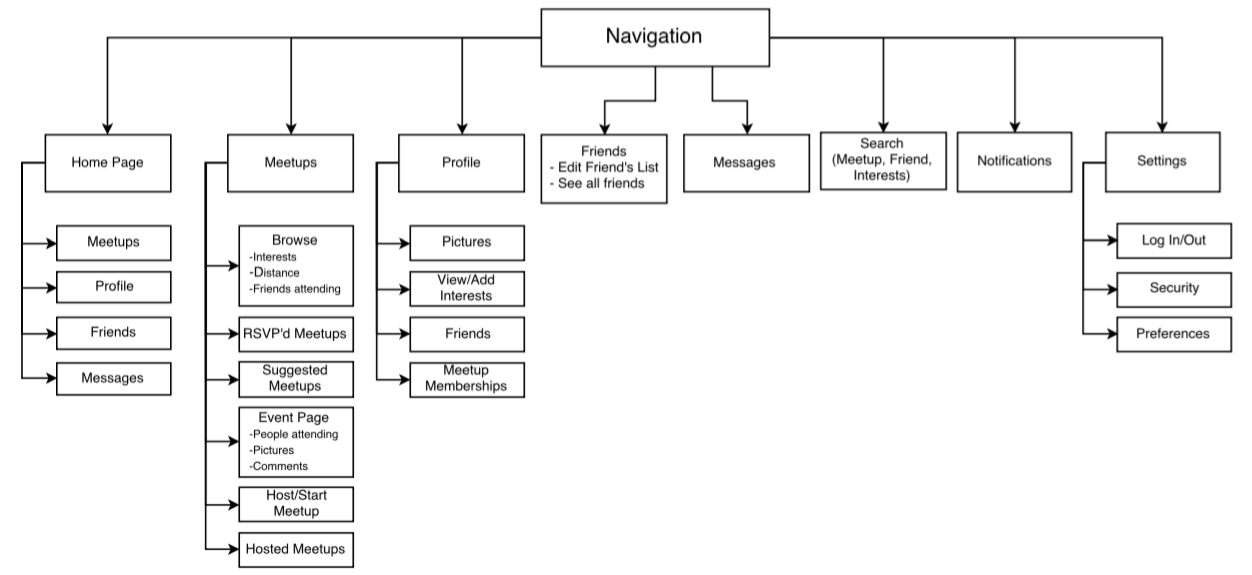 Navigation
Home Page
Meetups
Profile
Friends
- Edit Friend's List
- See all friends
Messages
Search
(Meetup, Friend,
Interests)
Notifications
Settings
Meetups
Profile
Friends
Messages
Browse
-Interests
-Distance
-Friends attending
RSVP'd Meetups
Suggested
Meetups
Event Page
-People attending
-Pictures
-Comments
Host/Start
Meetup
Hosted Meetups
Pictures
View/Add
Interests
Friends
Meetup
Memberships
Log In/Out
Security
Preferences